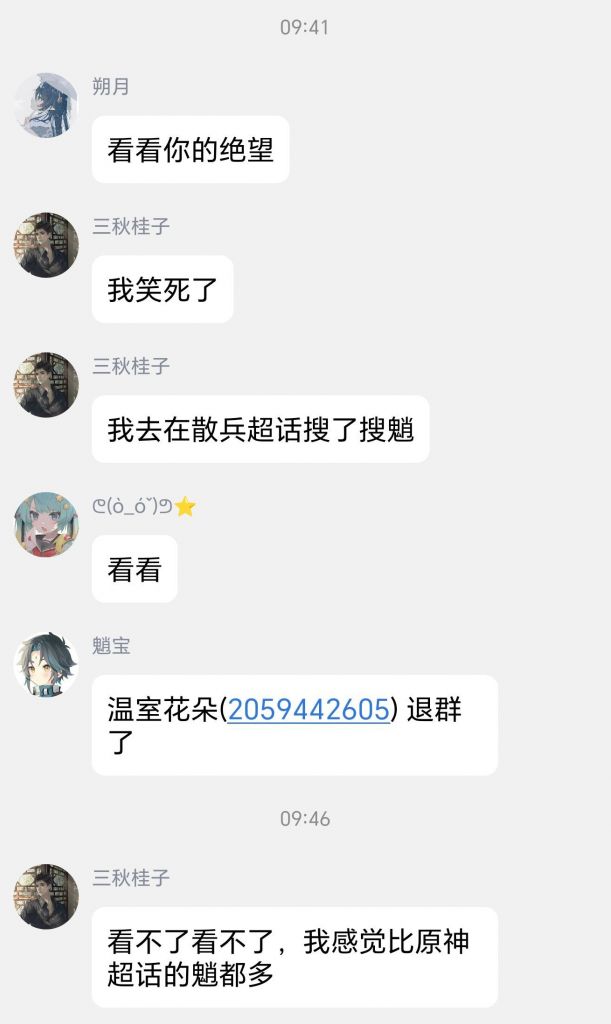 09:41
朔月
看看你的绝望
三秋桂子
我笑死了
三秋桂子
我去在散兵超话搜了搜魈
ᘓ(ò_óˇ)ᘐ⭐
看看
魈宝
温室花朵(2059442605) 退群
了
09:46
三秋桂子
看不了看不了，我感觉比原神
超话的魈都多